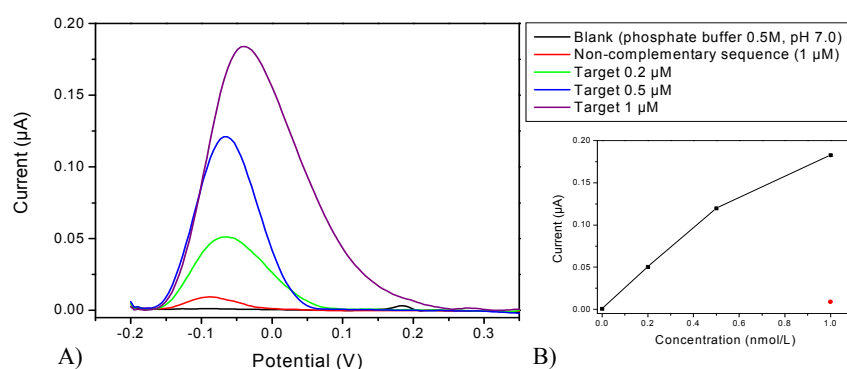 0.20
0.15
0.10
0.05
0.00
Current (µA)
-0.2 -0.1 0.0 0.1 0.2 0.3
Potential (V)
A)
Blank (phosphate buffer 0.5M, pH 7.0)
Non-complementary sequence (1 µM)
Target 0.2 µM
Target 0.5 µM
Target 1 µM
0.20
0.15
0.10
0.05
0.00
Current (µA)
0.0 0.2 0.4 0.6 0.8 1.0
Concentration (nmol/L)
B)